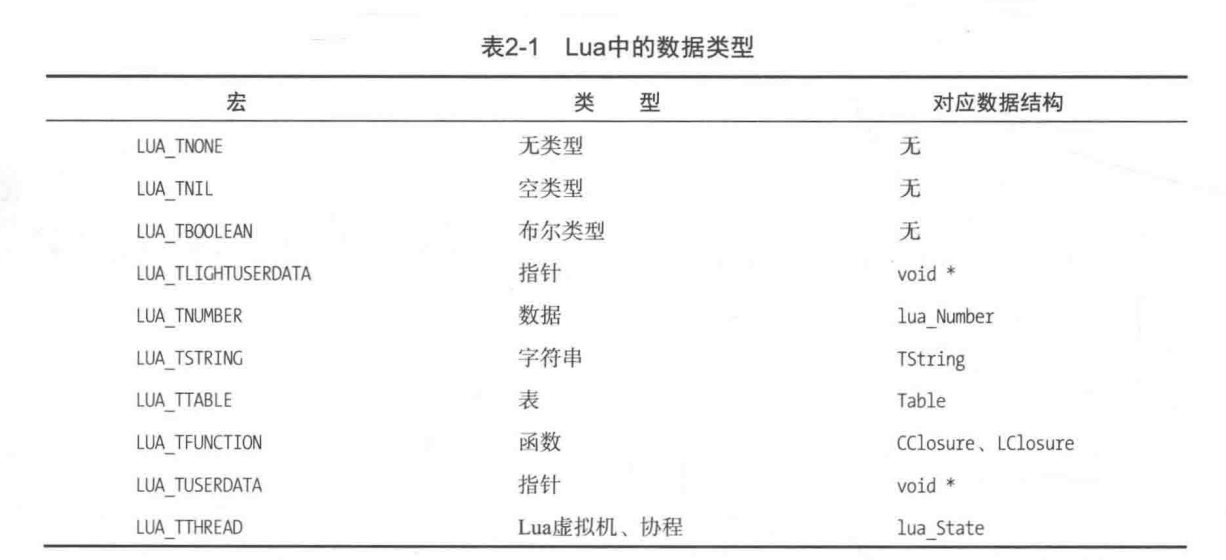 表2-1 Lua中的数据类型
宏 类 型 对应数据结构
LUA_TNONE 无类型 无
LUA_TNIL 空类型 无
LUA_TBOOLEAN 布尔类型 无
LUA_TLIGHTUSERDATA 指针 void *
LUA_TNUMBER 数据 lua_Number
LUA_TSTRING 字符串 TString
LUA_TTABLE 表 Table
LUA_TFUNCTION 函数 CClosure、LClosure
LUA_TUSERDATA 指针 void *
LUA_TTHREAD Lua虚拟机、协程 lua_State